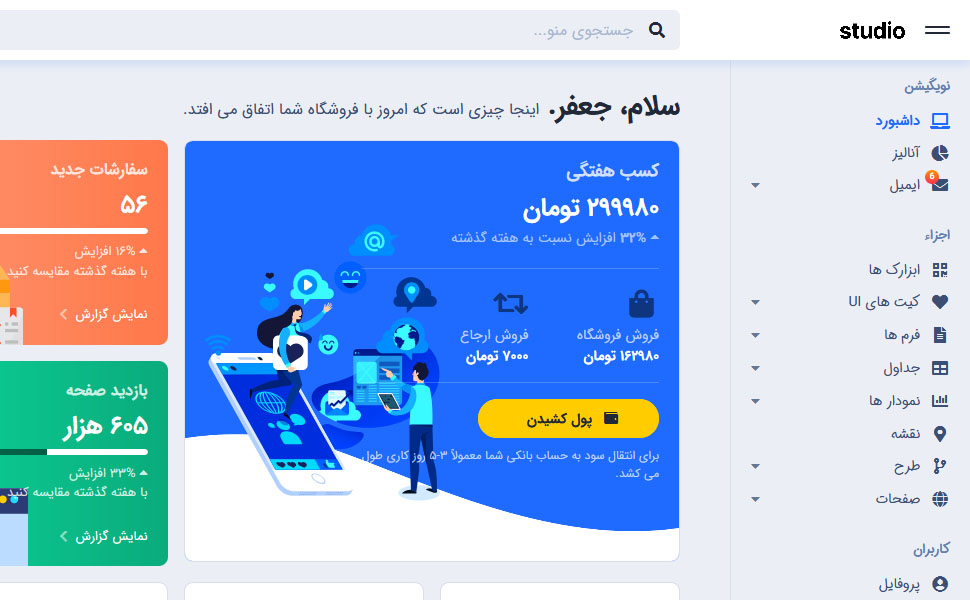 studio
جستجوی منو...
نویگیشن
داشبورد
آنالیز
6
ایمیل
اجزاء
ابزارک ها
کیت های UI
فرم ها
جداول
نمودار ها
نقشه
طرح
صفحات
کاربران
پروفایل
سلام، جعفر. اینجا چیزی است که امروز با فروشگاه شما اتفاق می افتد.
کسب هفتگی
۲۹۹۹۸۰ تومان
۳۲% افزایش نسبت به هفته گذشته
فروش فروشگاه
۱۶۲۹۸۰ تومان
فروش ارجاع
۷۰۰۰ تومان
پول کشیدن
برای انتقال سود به حساب بانکی شما معمولاً ۳-۵ روز کاری طول
می کشد.
سفارشات جدید
۵۶
۱۶% افزایش
با هفته گذشته مقایسه کنید
نمایش گزارش
بازدید صفحه
۶۰۵ هزار
۳۳% افزایش
با هفته گذشته مقایسه کنید
نمایش گزارش